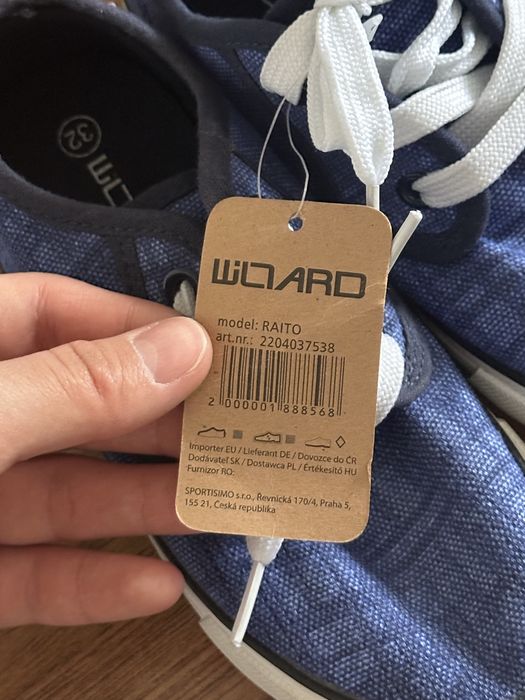 32
WILLARD
model: RAITO
art.nr.: 2204037538
2 000001 888568
Importer EU / Lieferant DE / Dovozce do ČR
Dodávateľ SK / Dostawca PL / Értékesítő HU
Furnizor RO:
SPORTISIMO s.r.o., Řevnická 170/4, Praha 5,
155 21, Česká republika